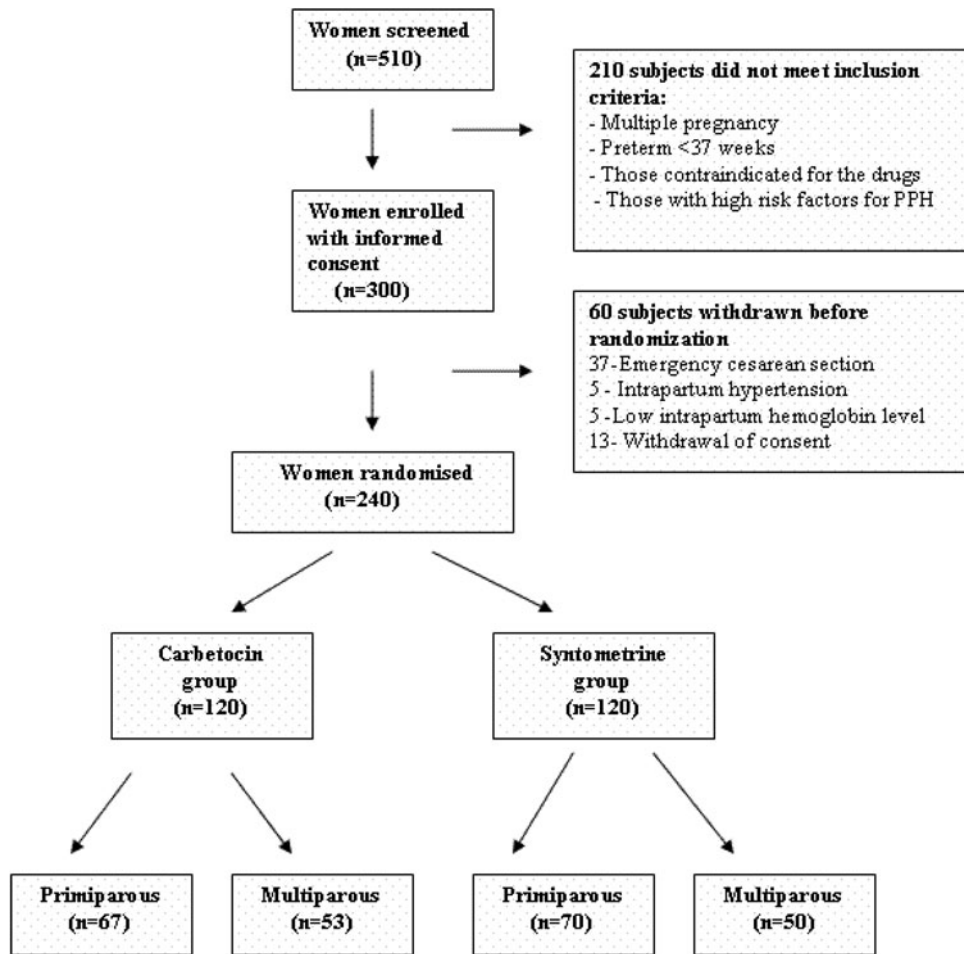 Women screened
(n=510)
210 subjects did not meet inclusion
criteria:
- Multiple pregnancy
- Preterm <37 weeks
- Those contraindicated for the drugs
- Those with high risk factors for PPH
Women enrolled
with informed
consent
(n=300)
60 subjects withdrawn before
randomization
37-Emergency cesarean section
5 - Intrapartum hypertension
5 -Low intrapartum hemoglobin level
13- Withdrawal of consent
Women randomised
(n=240)
Carbetocin
group
(n=120)
Syntometrine
group
(n=120)
Primiparous
(n=67)
Multiparous
(n=53)
Primiparous
(n=70)
Multiparous
(n=50)